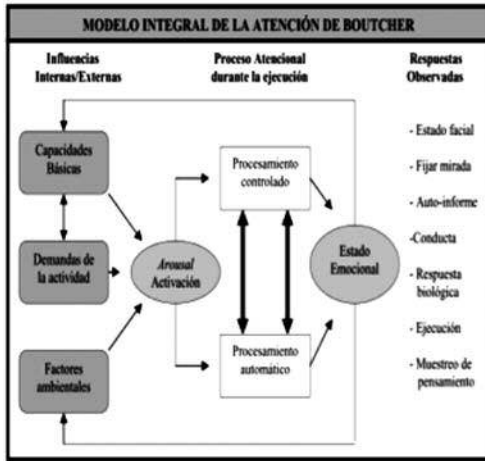 MODELO INTEGRAL DE LA ATENCIÓN DE BOUTCHER
Influencias
Internas/Externas
Proceso Atencional
durante la ejecución
Respuestas
Observadas
Capacidades
Básicas
Demandas de
la actividad
Factores
ambientales
Arousal
Activación
Procesamiento
controlado
Procesamiento
automático
Estado
Emocional
- Estado facial
- Fijar mirada
- Auto-informe
-Conducta
- Respuesta
biológica
- Ejecución
- Muestreo de
pensamiento